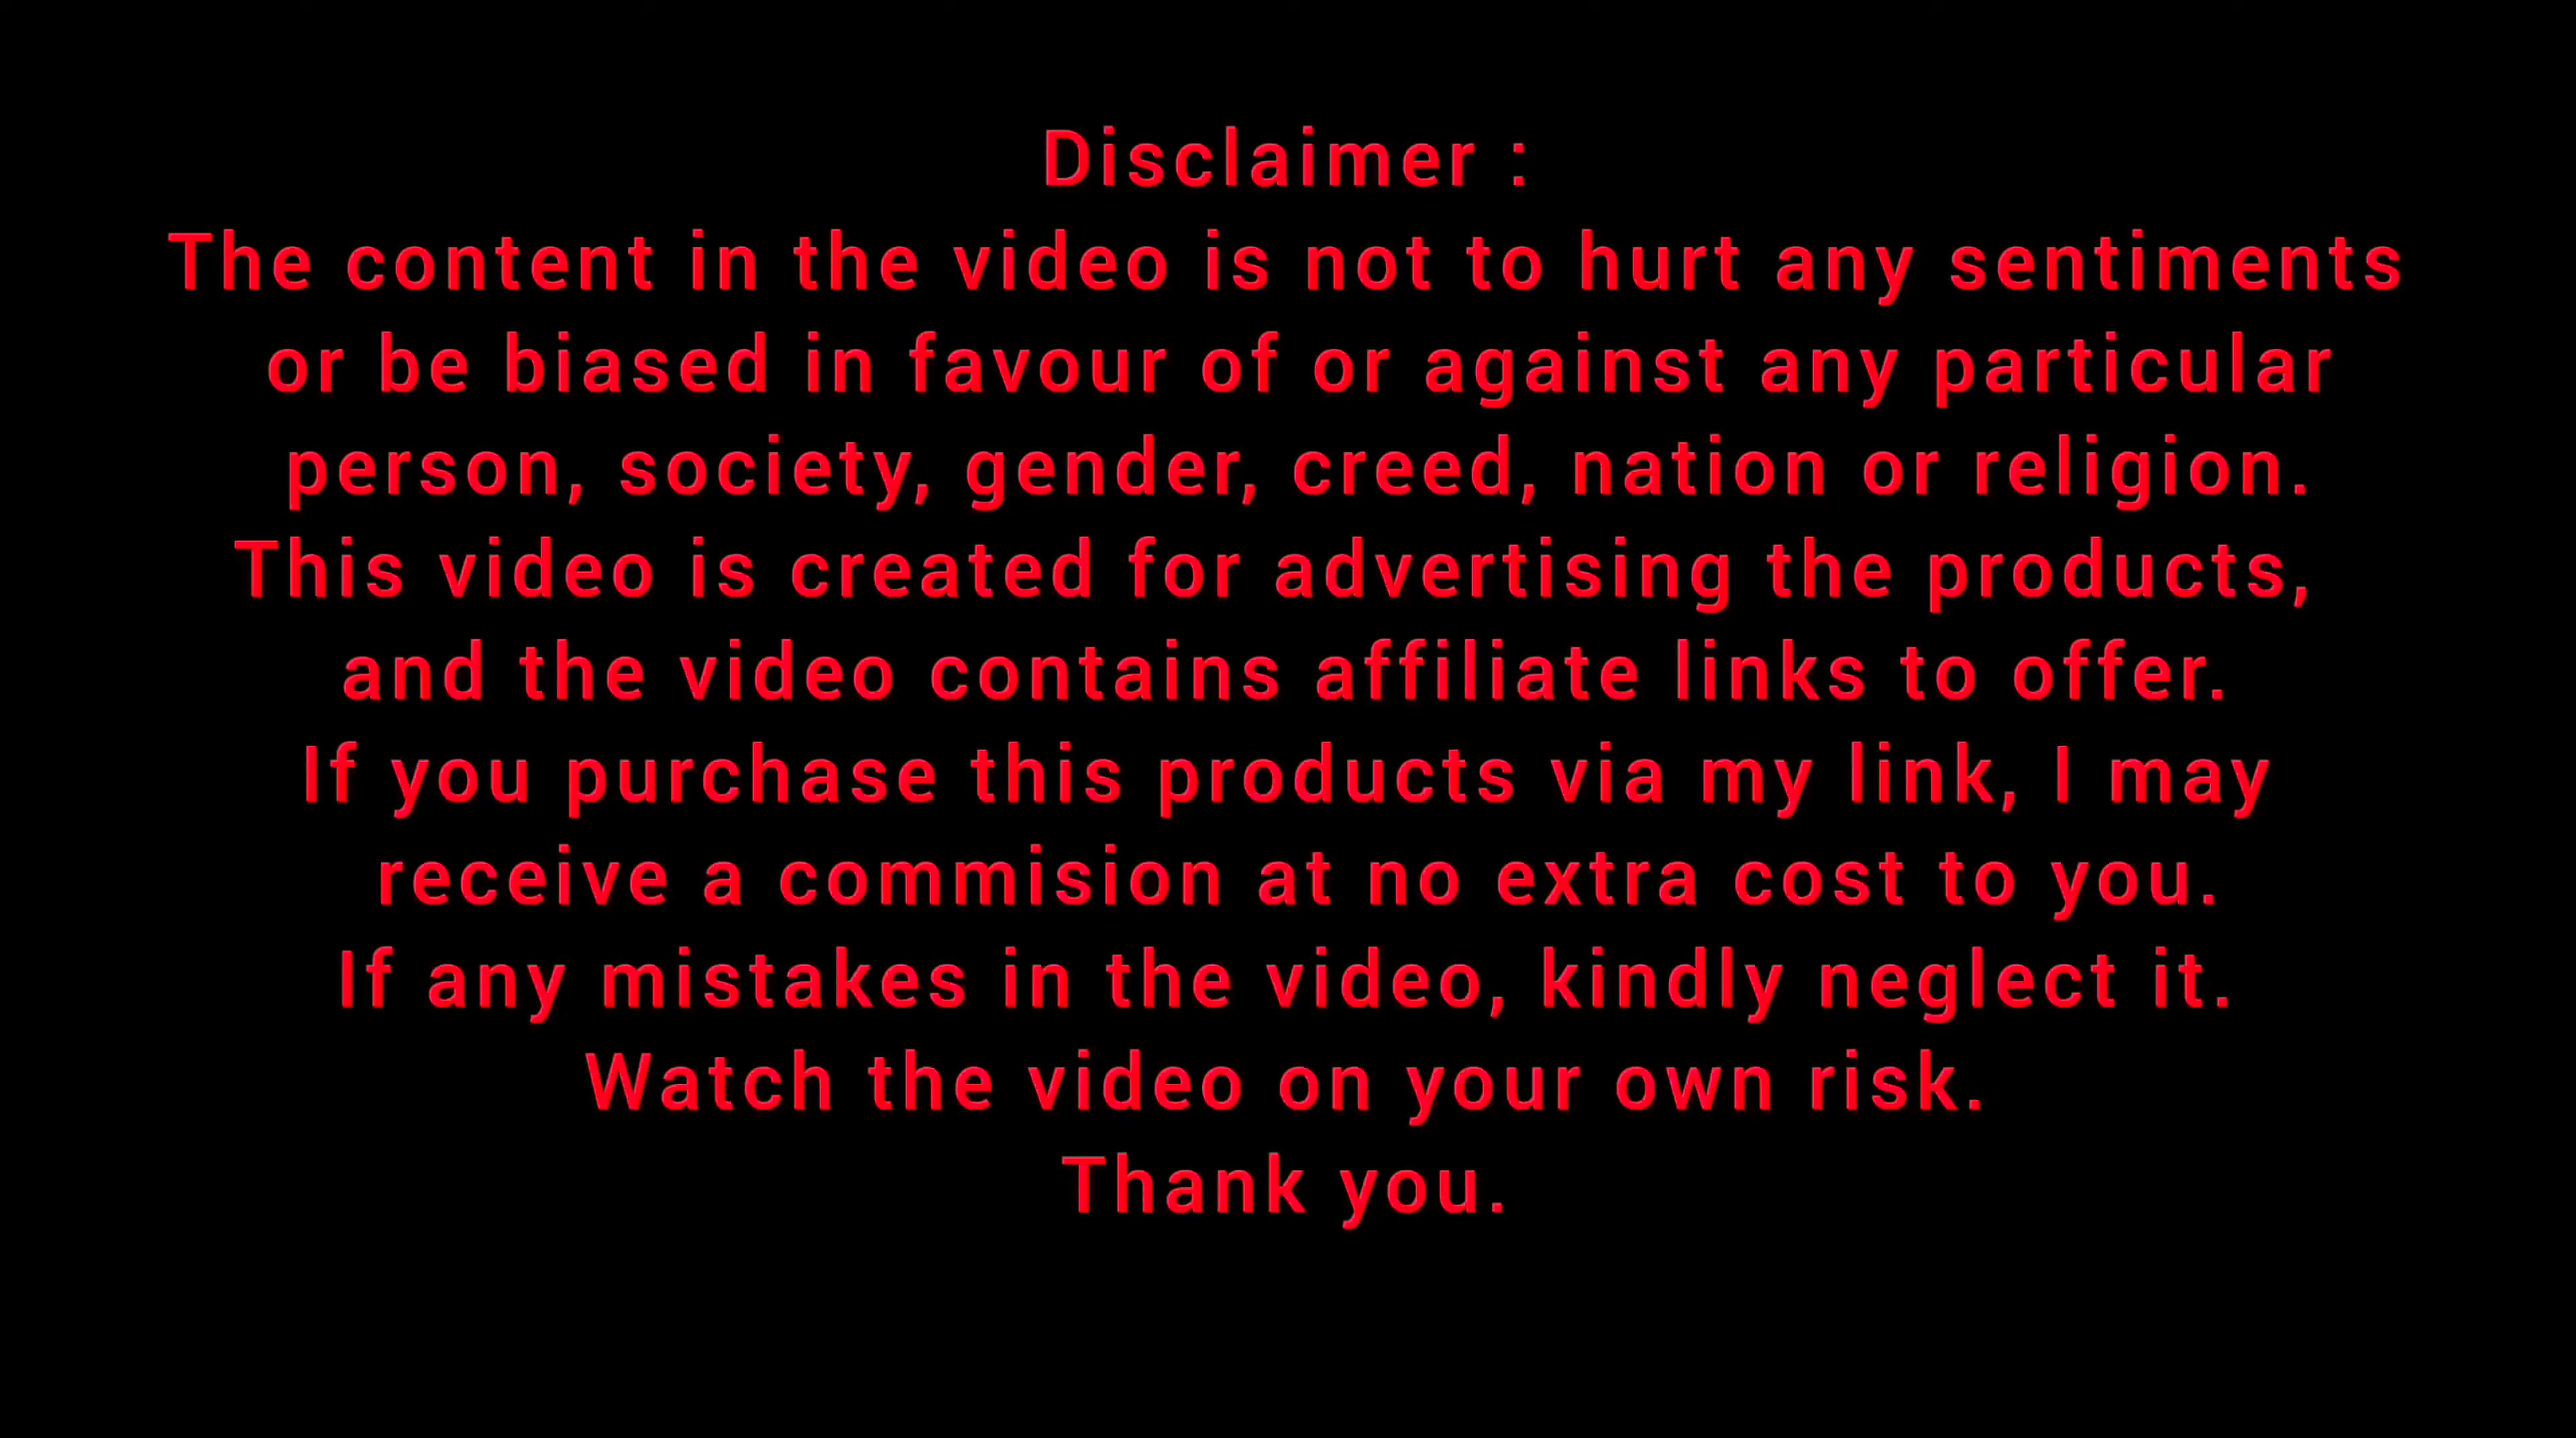 Disclaimer :
The content in the video is not to hurt any sentiments
or be biased in favour of or against any particular
person, society, gender, creed, nation or religion.
This video is created for advertising the products,
and the video contains affiliate links to offer.
If you purchase this products via my link, I may
receive a commision at no extra cost to you.
If any mistakes in the video, kindly neglect it.
Watch the video on your own risk.
Thank you.